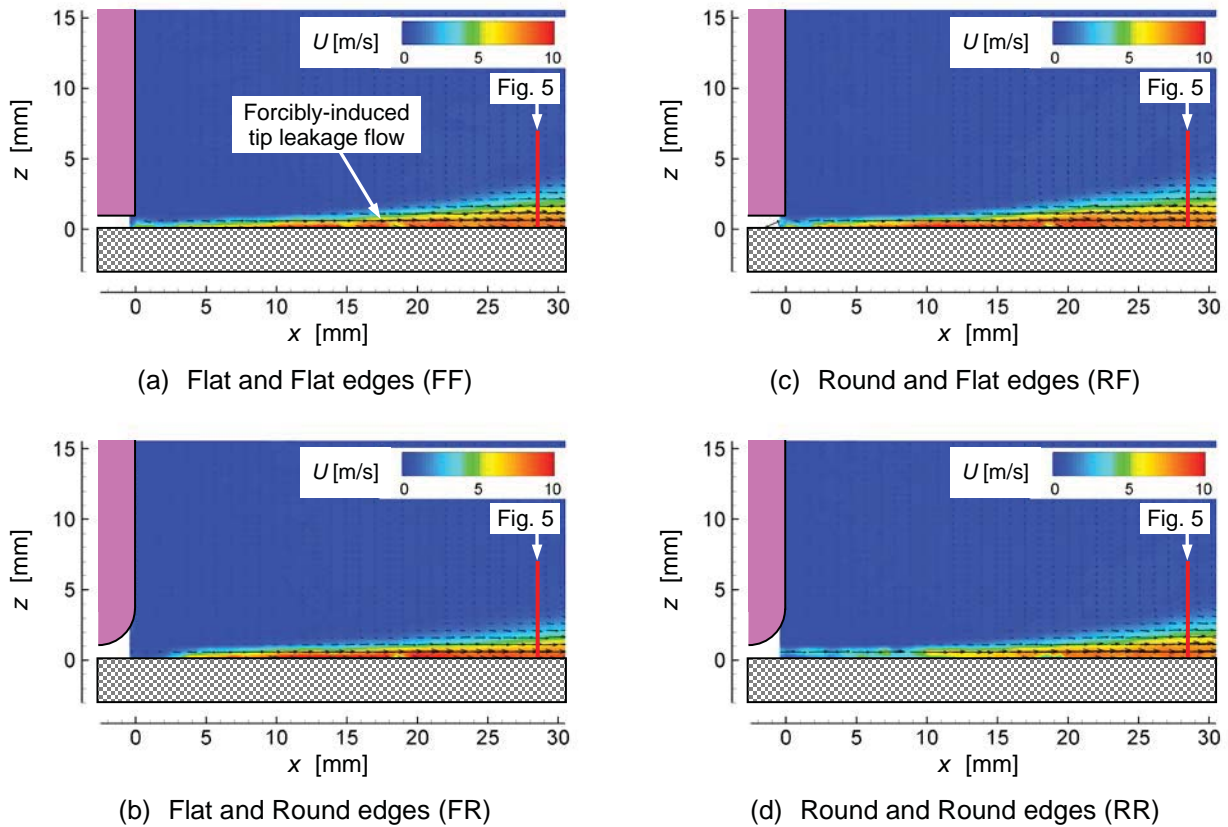 15
10
5
0
z [mm]
U [m/s]
0 5 10
Fig. 5
Forcibly-induced
tip leakage flow
0 5 10 15 20 25 30
x [mm]
(a) Flat and Flat edges (FF)
15
10
5
0
z [mm]
U [m/s]
0 5 10
Fig. 5
0 5 10 15 20 25 30
x [mm]
(c) Round and Flat edges (RF)
15
10
5
0
z [mm]
U [m/s]
0 5 10
Fig. 5
0 5 10 15 20 25 30
x [mm]
(b) Flat and Round edges (FR)
15
10
5
0
z [mm]
U [m/s]
0 5 10
Fig. 5
0 5 10 15 20 25 30
x [mm]
(d) Round and Round edges (RR)